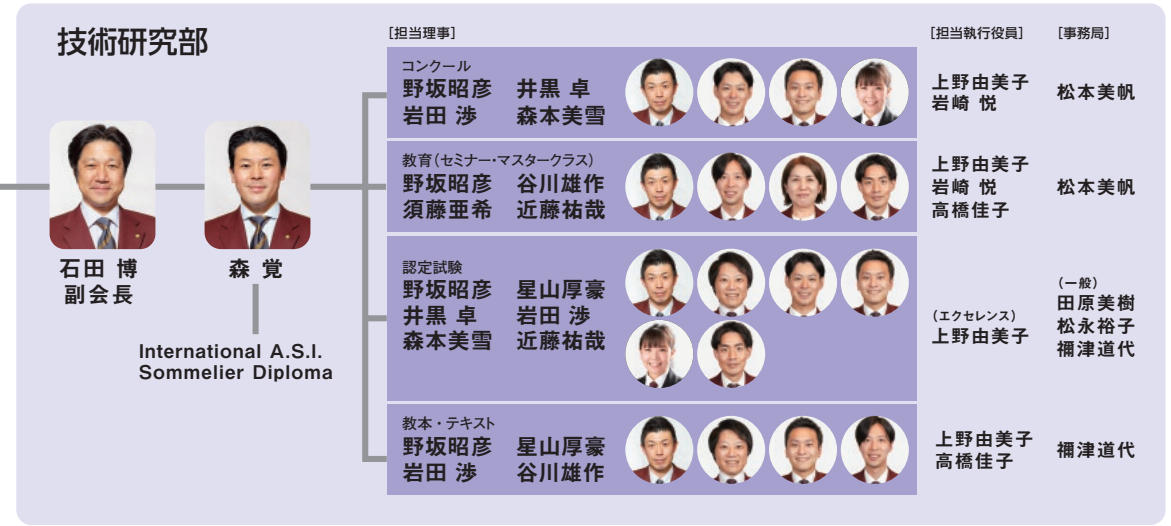 技術研究部
[担当理事]
[担当執行役員]
[事務局]
石田 博
副会長
森 覚
International A.S.I.
Sommelier Diploma
コンクール
野坂昭彦 井黒 卓
岩田 渉 森本美雪
上野由美子
岩崎 悦
松本美帆
教育(セミナー・マスタークラス)
野坂昭彦 谷川雄作
須藤亜希 近藤祐哉
上野由美子
岩崎 悦
高橋佳子
松本美帆
認定試験
野坂昭彦 星山厚豪
井黒 卓 岩田 渉
森本美雪 近藤祐哉
(エクセレンス)
上野由美子
(一般)
田原美樹
松永裕子
禰津道代
教本・テキスト
野坂昭彦 星山厚豪
岩田 渉 谷川雄作
上野由美子
高橋佳子
禰津道代